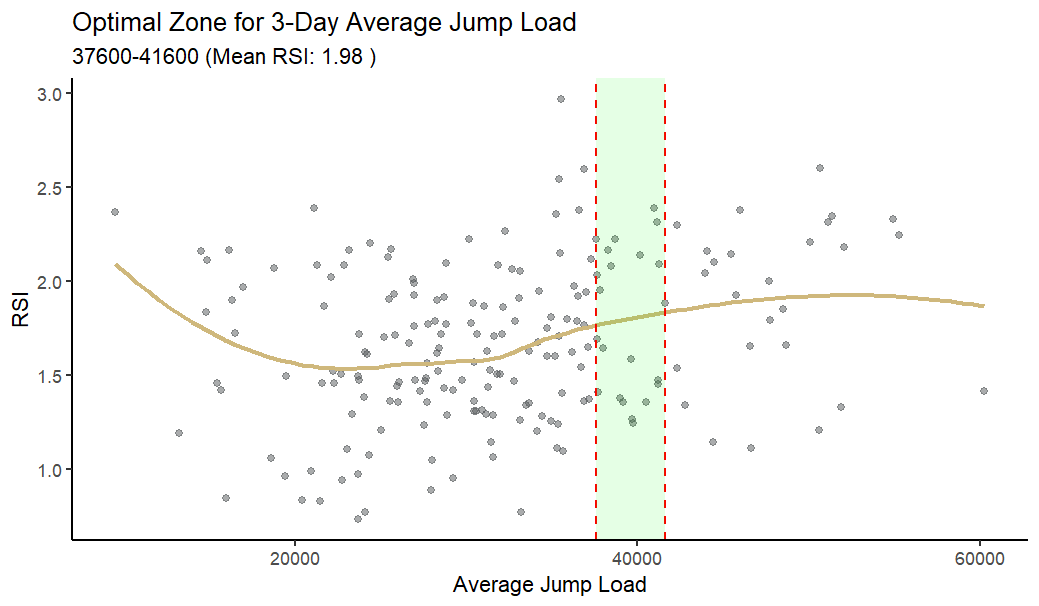 Optimal Zone for 3-Day Average Jump Load
37600-41600 (Mean RSI: 1.98 )
3.0
2.5
2.0
1.5
1.0
RSI
20000
40000
60000
Average Jump Load